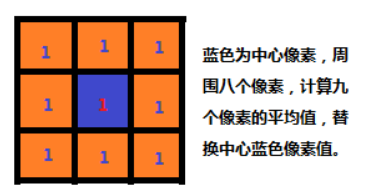 1 1 1
1 1 1
1 1 1
蓝色为中心像素，周
围八个像素，计算九
个像素的平均值，替
换中心蓝色像素值。